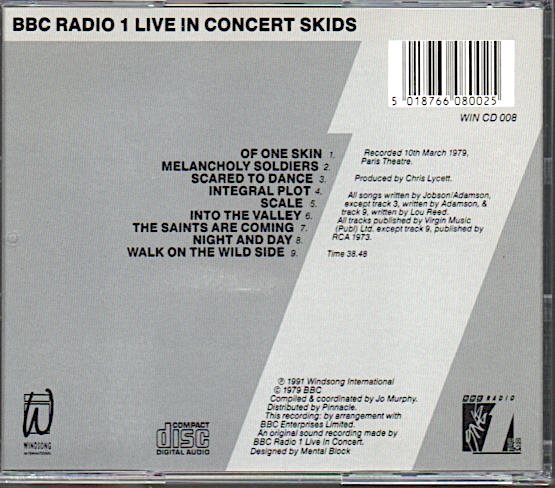 BBC RADIO 1 LIVE IN CONCERT SKIDS
5 018766 080025
WIN CD 008
OF ONE SKIN 1.
MELANCHOLY SOLDIERS 2.
SCARED TO DANCE 3.
INTEGRAL PLOT 4.
SCALE 5.
INTO THE VALLEY 6.
THE SAINTS ARE COMING 7.
NIGHT AND DAY 8.
WALK ON THE WILD SIDE 9.
Recorded 10th March 1979,
Paris Theatre.
Produced by Chris Lycett.
All songs written by Jobson/Adamson,
except track 3, written by Adamson, &
track 9, written by Lou Reed.
All tracks published by Virgin Music
(Publ) Ltd. except track 9, published by
RCA 1973.
Time 38.48
℗ 1991 Windsong International
© 1979 BBC
Compiled & coordinated by Jo Murphy.
Distributed by Pinnacle.
This recording: by arrangement with
BBC Enterprises Limited.
An original sound recording made by
BBC Radio 1 Live In Concert.
Designed by Mental Block
WINDSONG
INTERNATIONAL
COMPACT
disc
DIGITAL AUDIO
BBC RADIO
1